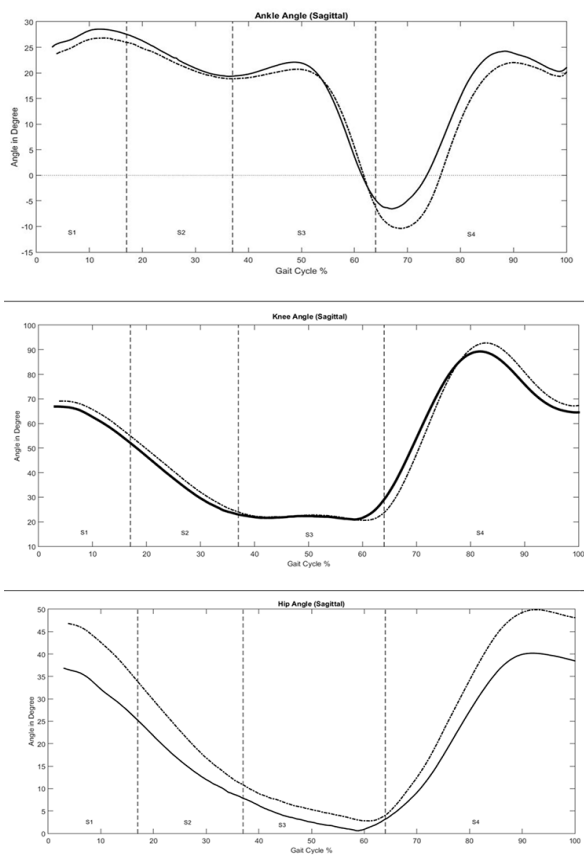 Ankle Angle (Sagittal)
30
25
20
15
10
5
0
-5
-10
-15
Angle in Degree
S1
S2
S3
S4
0 10 20 30 40 50 60 70 80 90 100
Gait Cycle %
Knee Angle (Sagittal)
100
90
80
70
60
50
40
30
20
10
Angle in Degree
S1
S2
S3
S4
0 10 20 30 40 50 60 70 80 90 100
Gait Cycle %
Hip Angle (Sagittal)
50
45
40
35
30
25
20
15
10
5
0
Angle in Degree
S1
S2
S3
S4
0 10 20 30 40 50 60 70 80 90 100
Gait Cycle %